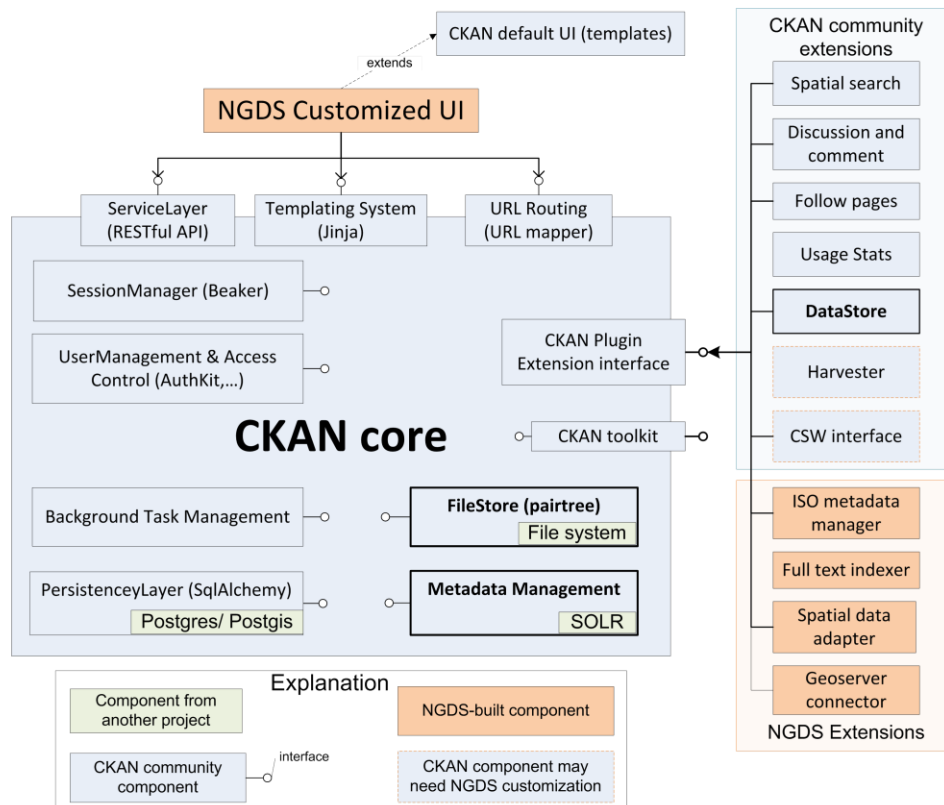 CKAN default UI (templates)
extends
NGDS Customized UI
ServiceLayer
(RESTful API)
Templating System
(Jinja)
URL Routing
(URL mapper)
SessionManager (Beaker)
UserManagement & Access
Control (AuthKit,...)
CKAN Plugin
Extension interface
CKAN core
CKAN toolkit
Background Task Management
FileStore (pairtree)
File system
PersistenceyLayer (SqlAlchemy)
Postgres/ Postgis
Metadata Management
SOLR
CKAN community
extensions
Spatial search
Discussion and
comment
Follow pages
Usage Stats
DataStore
Harvester
CSW interface
ISO metadata
manager
Full text indexer
Spatial data
adapter
Geoserver
connector
NGDS Extensions
Explanation
Component from
another project
NGDS-built component
CKAN community
component
interface
CKAN component may
need NGDS customization